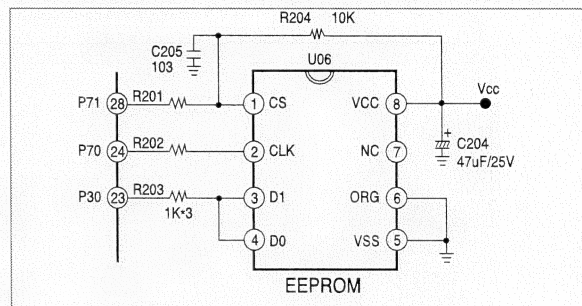 R204 10K
C205
103
U06
Vcc
P71 28 R201 1 CS VCC 8
+
C204
47uF/25V
P70 24 R202 2 CLK NC 7
P30 23 R203 3 D1 ORG 6
1K*3
4 D0 VSS 5
EEPROM